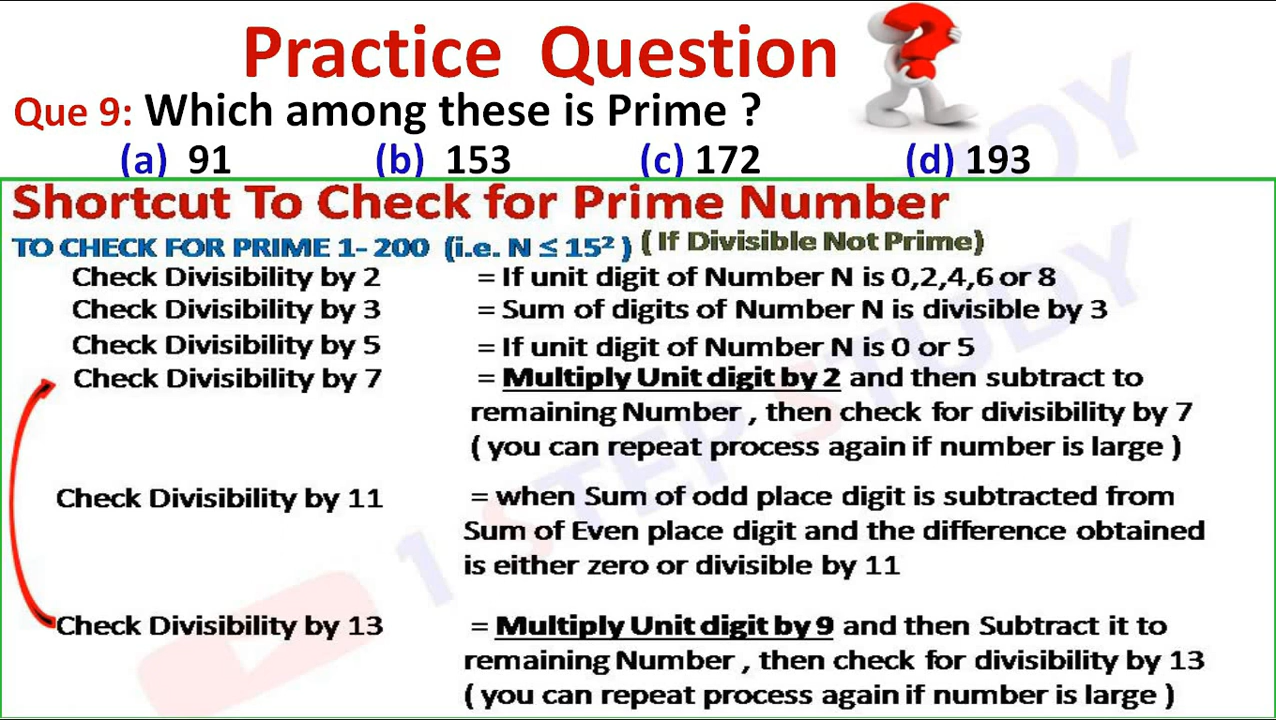 Practice Question
Que 9: Which among these is Prime ?
(a) 91 (b) 153 (c) 172 (d) 193
Shortcut To Check for Prime Number
TO CHECK FOR PRIME 1- 200 (i.e. N ≤ 15² ) ( If Divisible Not Prime)
Check Divisibility by 2 = If unit digit of Number N is 0,2,4,6 or 8
Check Divisibility by 3 = Sum of digits of Number N is divisible by 3
Check Divisibility by 5 = If unit digit of Number N is 0 or 5
Check Divisibility by 7 = Multiply Unit digit by 2 and then subtract to
remaining Number , then check for divisibility by 7
( you can repeat process again if number is large )
Check Divisibility by 11 = when Sum of odd place digit is subtracted from
Sum of Even place digit and the difference obtained
is either zero or divisible by 11
Check Divisibility by 13 = Multiply Unit digit by 9 and then Subtract it to
remaining Number , then check for divisibility by 13
( you can repeat process again if number is large )
1 STEP STUDY